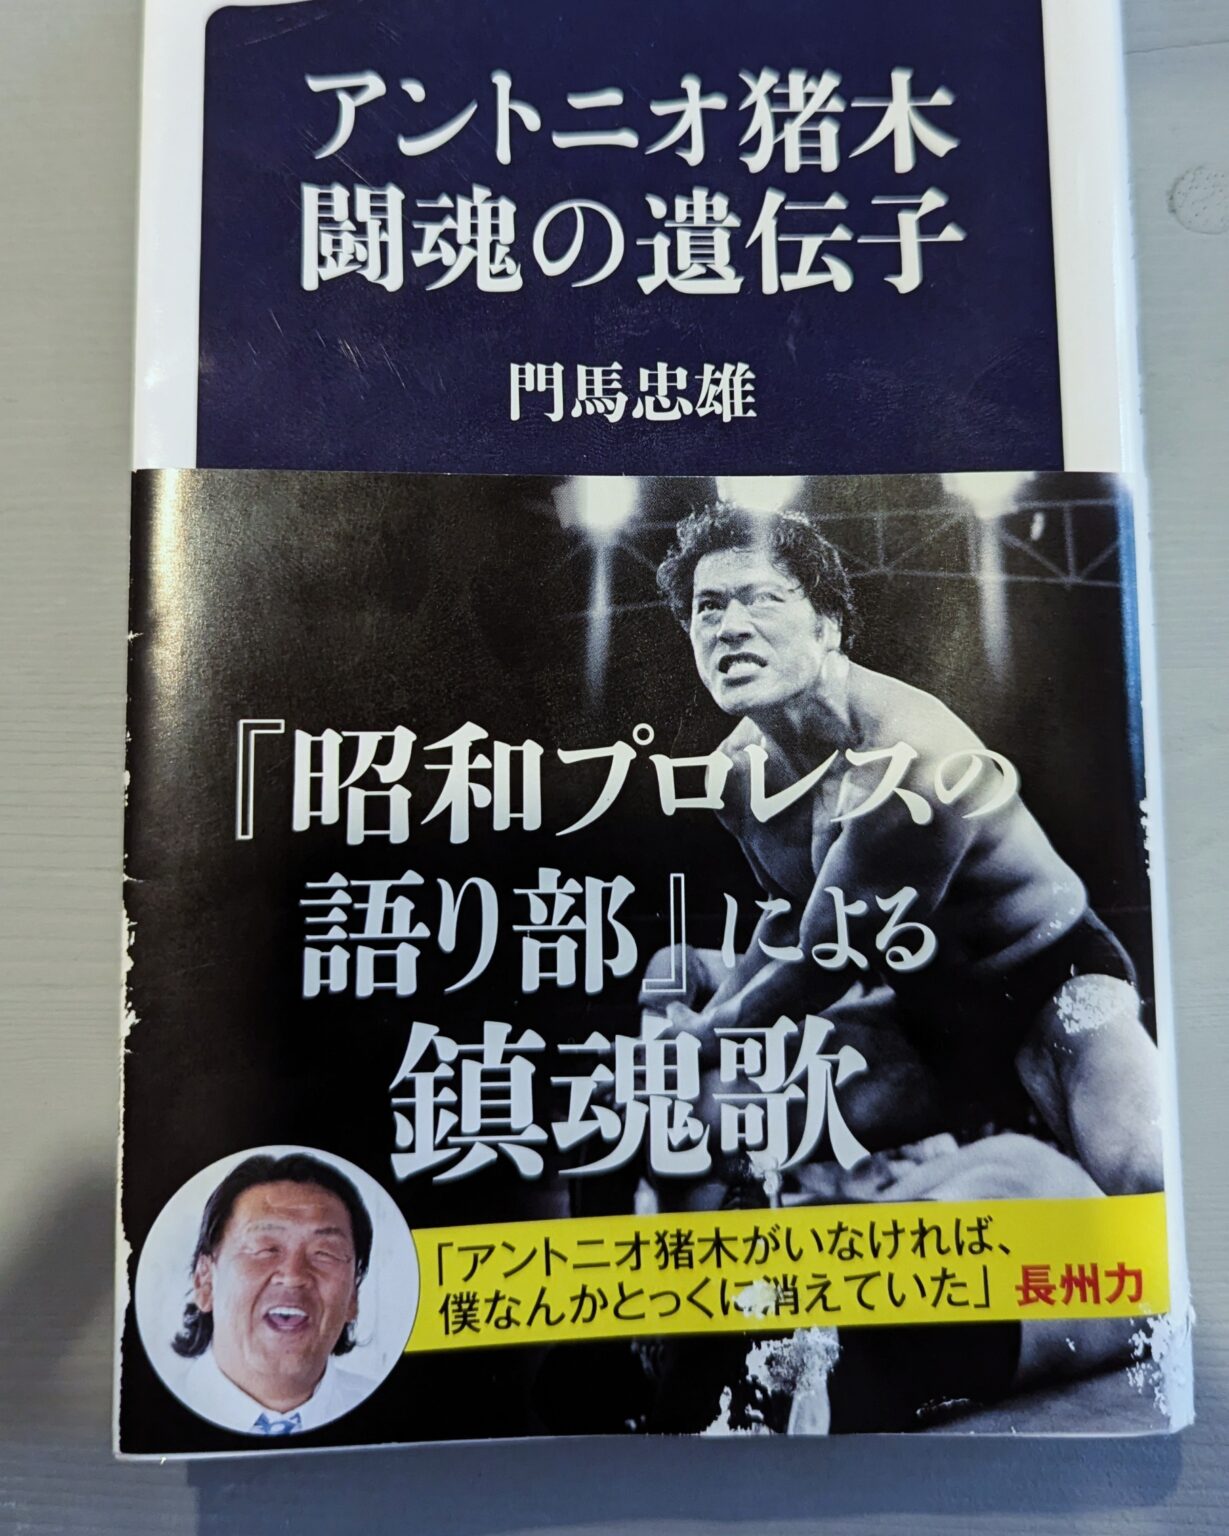 アントニオ猪木
闘魂の遺伝子
門馬忠雄
『昭和プロレスの
語り部』による
鎮魂歌
「アントニオ猪木がいなければ、
僕なんかとっくに消えていた」 長州力